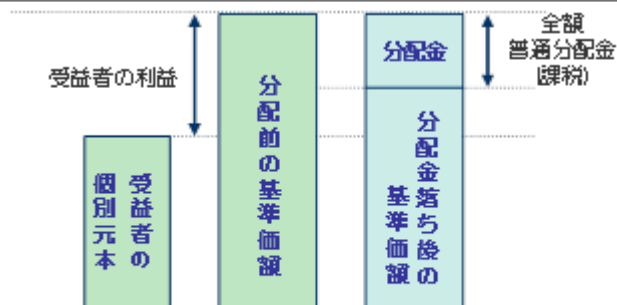 全額
普通分配金
(課税)
分配金
受益者の利益
分配前の基準価額
分配金落ち後の
基準価額
受益者の
個別元本